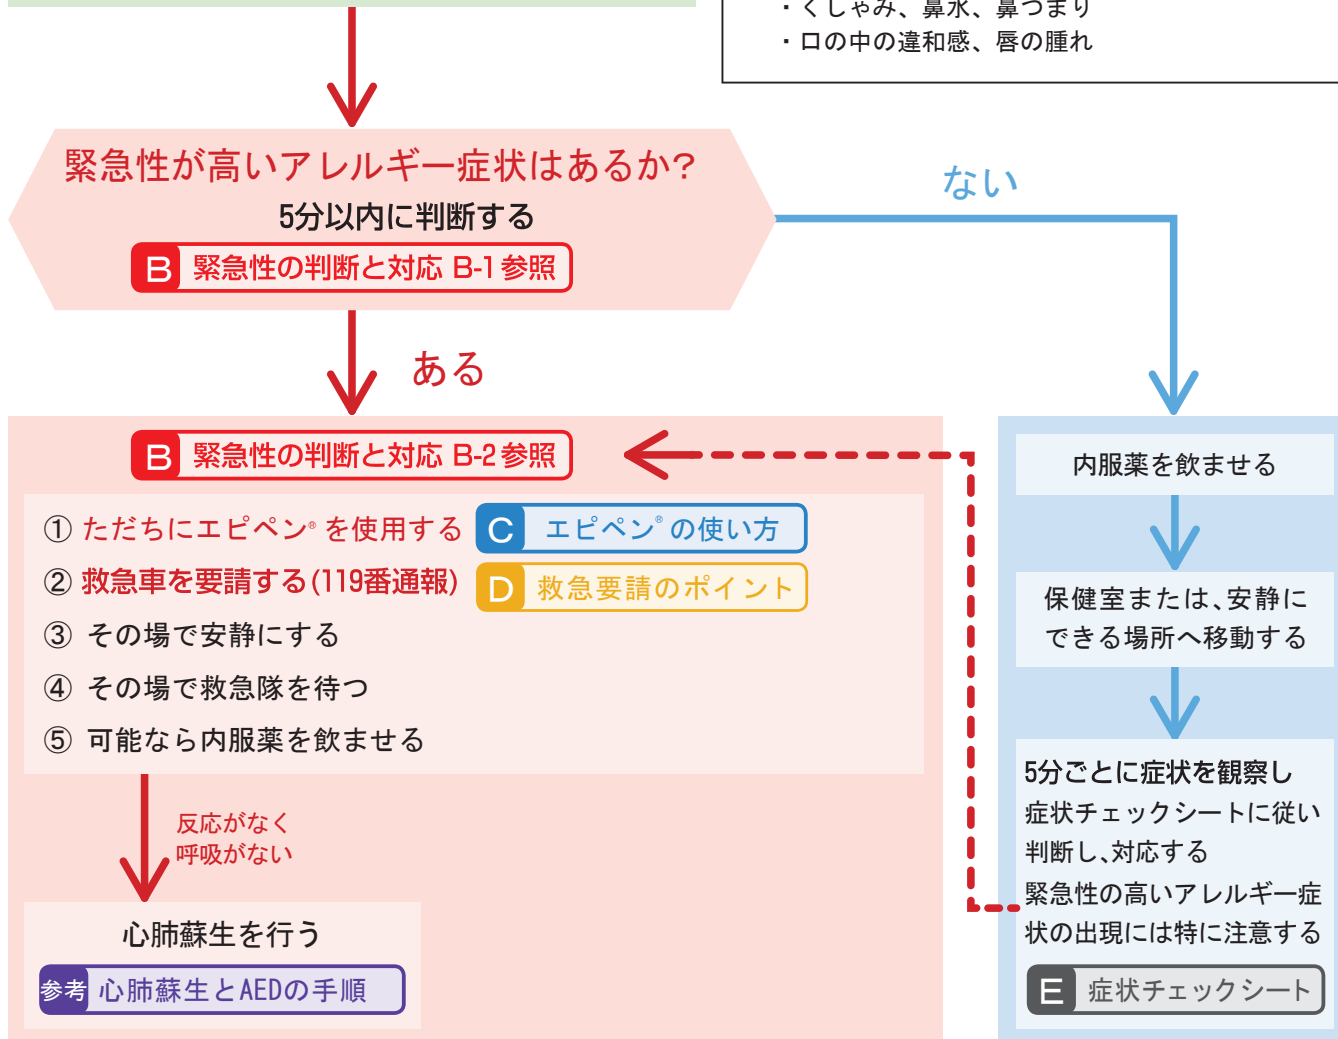 ・くしゃみ、鼻水、鼻づまり
・口の中の違和感、唇の腫れ
緊急性が高いアレルギー症状はあるか？
5分以内に判断する
B 緊急性の判断と対応 B-1参照
ない
ある
B 緊急性の判断と対応 B-2参照
① ただちにエピペン®を使用する C エピペン®の使い方
② 救急車を要請する(119番通報) D 救急要請のポイント
③ その場で安静にする
④ その場で救急隊を待つ
⑤ 可能なら内服薬を飲ませる
反応がなく
呼吸がない
心肺蘇生を行う
参考 心肺蘇生とAEDの手順
内服薬を飲ませる
保健室または、安静に
できる場所へ移動する
5分ごとに症状を観察し
症状チェックシートに従い
判断し、対応する
緊急性の高いアレルギー症
状の出現には特に注意する
E 症状チェックシート